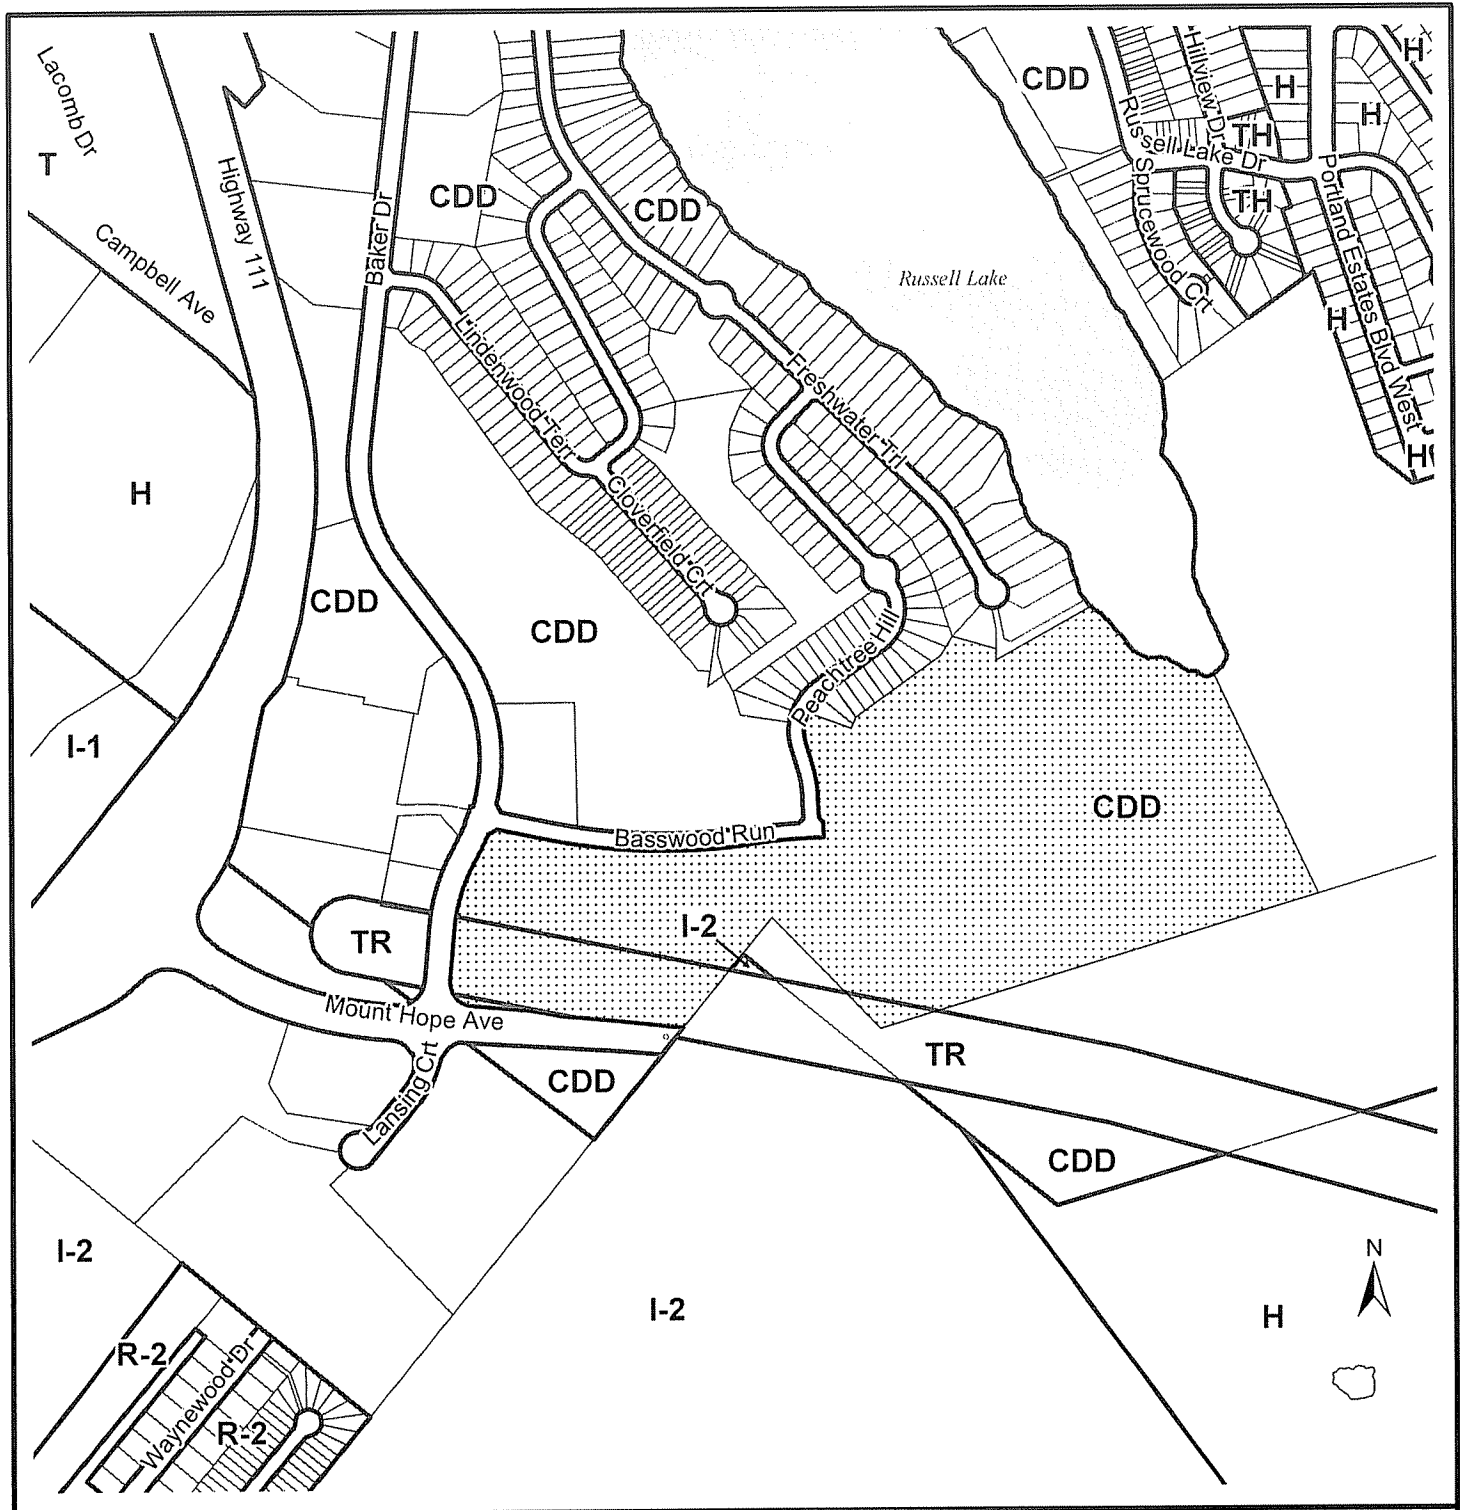 Lacomb Dr
T
Highway 111
Campbell Ave
Baker Dr
CDD
CDD
CDD
Hillview Dr
H
H
H
TH
Russell Lake Dr
Sprucewood Crt
TH
Portland Estates Blvd West
H
H
Russell Lake
Lindenwood Terr
Freshwater Trl
Cloverfield Crt
H
CDD
CDD
Peachtree Hill
I-1
CDD
Basswood Run
I-2
TR
Mount Hope Ave
TR
CDD
Lansing Crt
CDD
I-2
I-2
N
H
R-2
Waynewood Dr
R-2